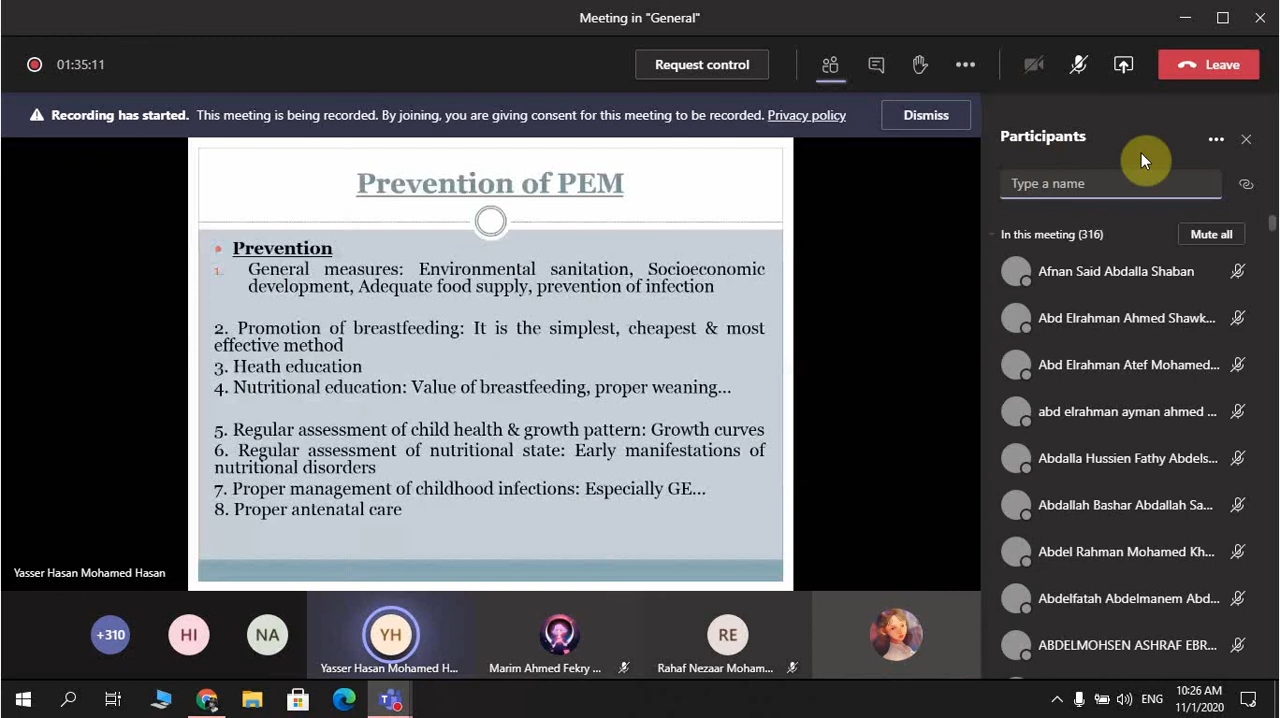 Meeting in "General"
01:35:11
Request control
Leave
Recording has started. This meeting is being recorded. By joining, you are giving consent for this meeting to be recorded. Privacy policy
Dismiss
Prevention of PEM
• Prevention
1. General measures: Environmental sanitation, Socioeconomic
development, Adequate food supply, prevention of infection
2. Promotion of breastfeeding: It is the simplest, cheapest & most
effective method
3. Heath education
4. Nutritional education: Value of breastfeeding, proper weaning...
5. Regular assessment of child health & growth pattern: Growth curves
6. Regular assessment of nutritional state: Early manifestations of
nutritional disorders
7. Proper management of childhood infections: Especially GE...
8. Proper antenatal care
Yasser Hasan Mohamed Hasan
+310
HI
NA
YH
Yasser Hasan Mohamed H...
Marim Ahmed Fekry ...
RE
Rahaf Nezaar Moham...
Participants
Type a name
In this meeting (316)
Mute all
Afnan Said Abdalla Shaban
Abd Elrahman Ahmed Shawk...
Abd Elrahman Atef Mohamed...
abd elrahman ayman ahmed ...
Abdalla Hussien Fathy Abdels...
Abdallah Bashar Abdallah Sa...
Abdel Rahman Mohamed Kh...
Abdelfatah Abdelmanem Abd...
ABDELMOHSEN ASHRAF EBR...
ENG
10:26 AM
11/1/2020